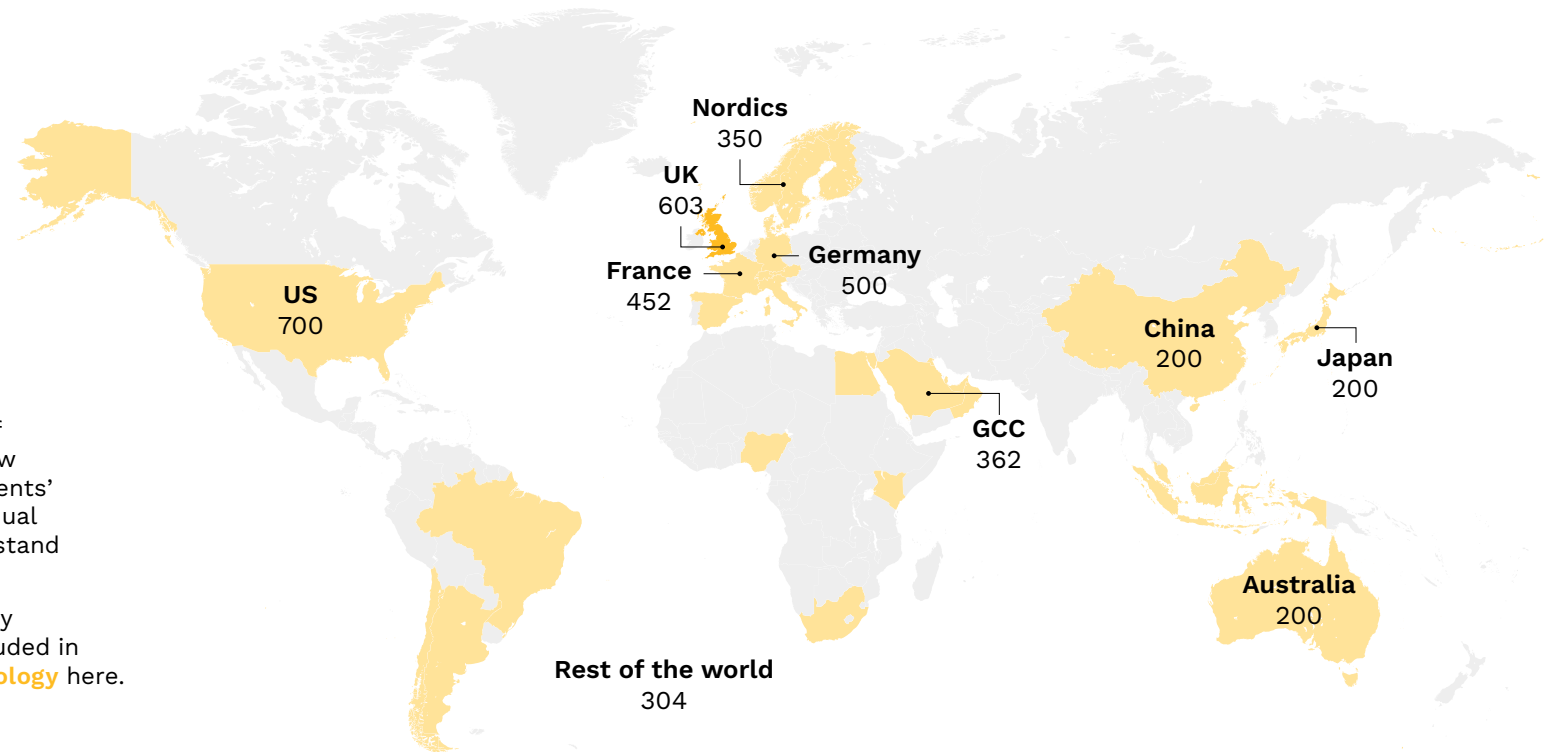 Nordics
350
UK
603
Germany
500
France
452
US
700
China
200
Japan
200
GCC
362
Australia
200
Rest of the world
304
ents’
ual
stand
uded in
ology here.